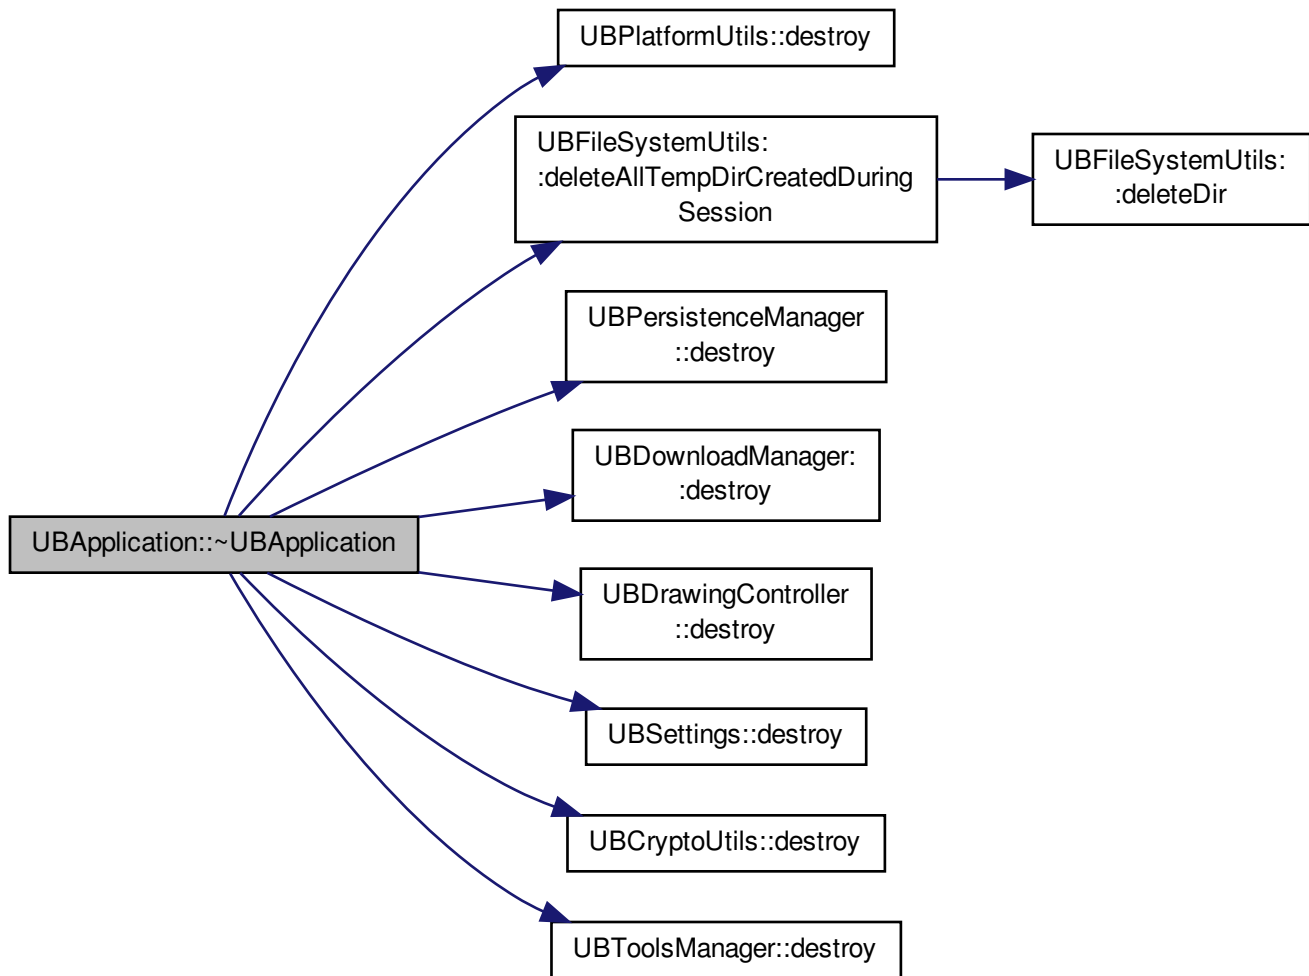 UBPlatformUtils::destroy
UBFileSystemUtils:
:deleteAllTempDirCreatedDuring
Session
UBFileSystemUtils:
:deleteDir
UBPersistenceManager
::destroy
UBDownloadManager:
:destroy
UBApplication::~UBApplication
UBDrawingController
::destroy
UBSettings::destroy
UBCryptoUtils::destroy
UBToolsManager::destroy